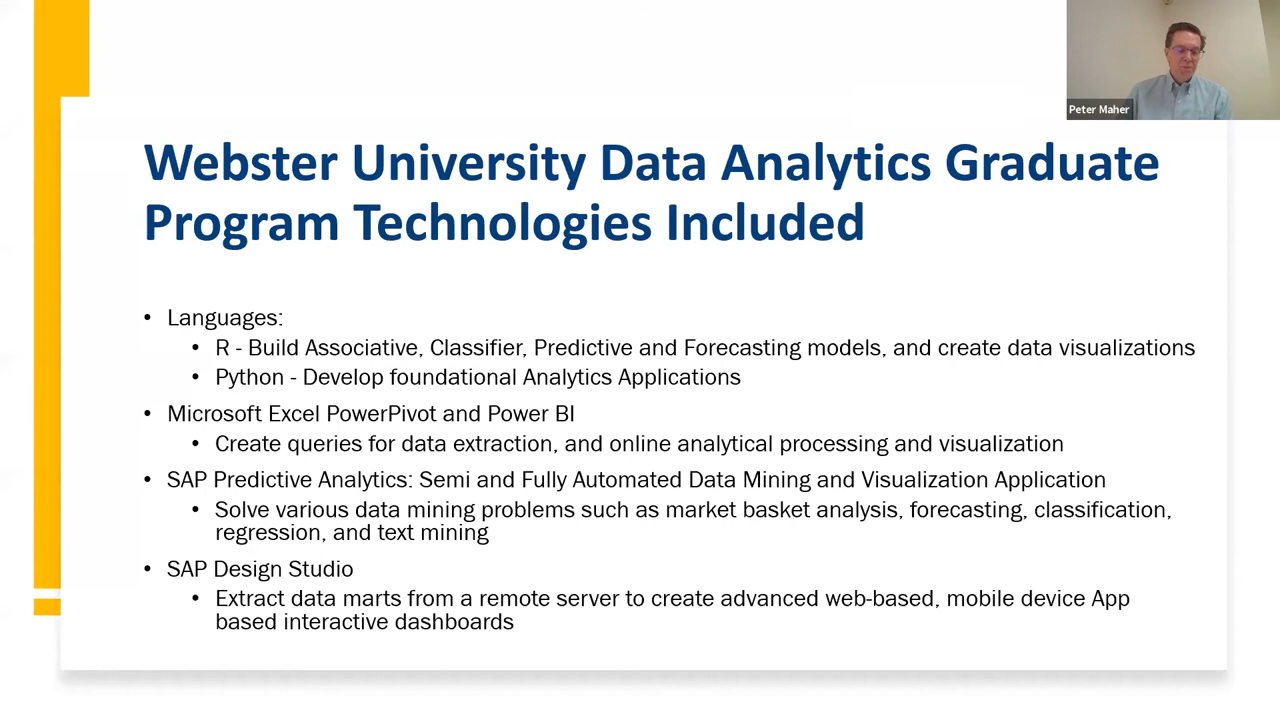 Peter Maher
Webster University Data Analytics Graduate
Program Technologies Included
• Languages:
• R - Build Associative, Classifier, Predictive and Forecasting models, and create data visualizations
• Python - Develop foundational Analytics Applications
• Microsoft Excel PowerPivot and Power BI
• Create queries for data extraction, and online analytical processing and visualization
• SAP Predictive Analytics: Semi and Fully Automated Data Mining and Visualization Application
• Solve various data mining problems such as market basket analysis, forecasting, classification,
regression, and text mining
• SAP Design Studio
• Extract data marts from a remote server to create advanced web-based, mobile device App
based interactive dashboards